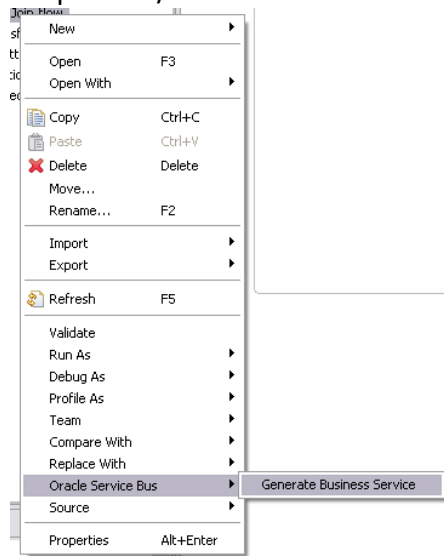 Join flow
New
Open F3
Open With
Copy Ctrl+C
Paste Ctrl+V
Delete Delete
Move...
Rename... F2
Import
Export
Refresh F5
Validate
Run As
Debug As
Profile As
Team
Compare With
Replace With
Oracle Service Bus Generate Business Service
Source
Properties Alt+Enter